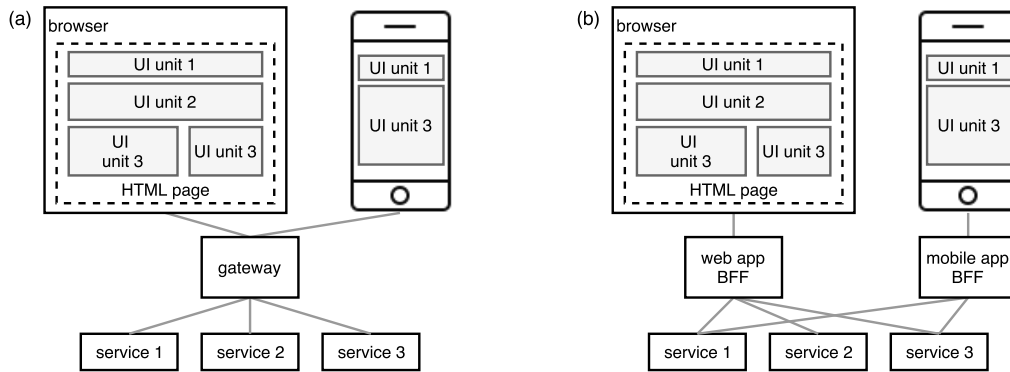 (a)
browser
UI unit 1
UI unit 2
UI
unit 3
UI unit 3
HTML page
UI unit 1
UI unit 3
gateway
service 1
service 2
service 3
(b)
browser
UI unit 1
UI unit 2
UI
unit 3
UI unit 3
HTML page
UI unit 1
UI unit 3
web app
BFF
mobile app
BFF
service 1
service 2
service 3